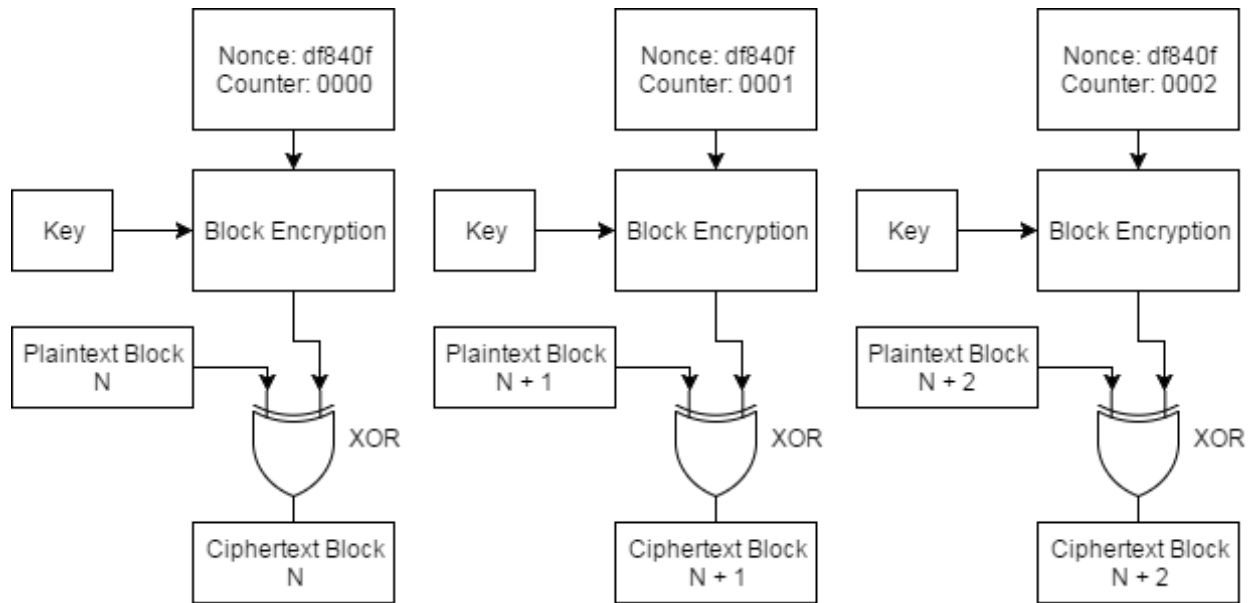 Nonce: df840f
Counter: 0000
Nonce: df840f
Counter: 0001
Nonce: df840f
Counter: 0002
Key
Block Encryption
Key
Block Encryption
Key
Block Encryption
Plaintext Block
N
Plaintext Block
N + 1
Plaintext Block
N + 2
XOR
XOR
XOR
Ciphertext Block
N
Ciphertext Block
N + 1
Ciphertext Block
N + 2